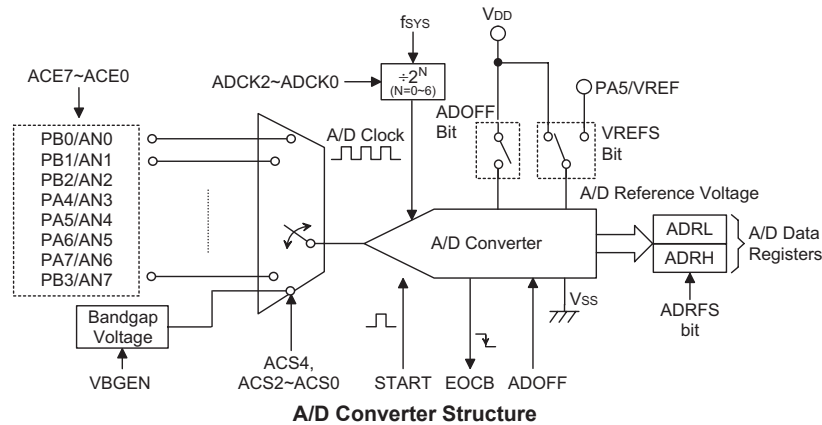 fSYS
VDD
ACE7~ACE0
ADCK2~ADCK0
÷2N
(N=0~6)
PA5/VREF
ADOFF
Bit
VREFS
Bit
A/D Clock
PB0/AN0
PB1/AN1
PB2/AN2
PA4/AN3
PA5/AN4
PA6/AN5
PA7/AN6
PB3/AN7
A/D Reference Voltage
A/D Converter
ADRL
ADRH
A/D Data
Registers
Bandgap
Voltage
VSS
ADRFS
bit
VBGEN
ACS4,
ACS2~ACS0
START
EOCB
ADOFF
A/D Converter Structure